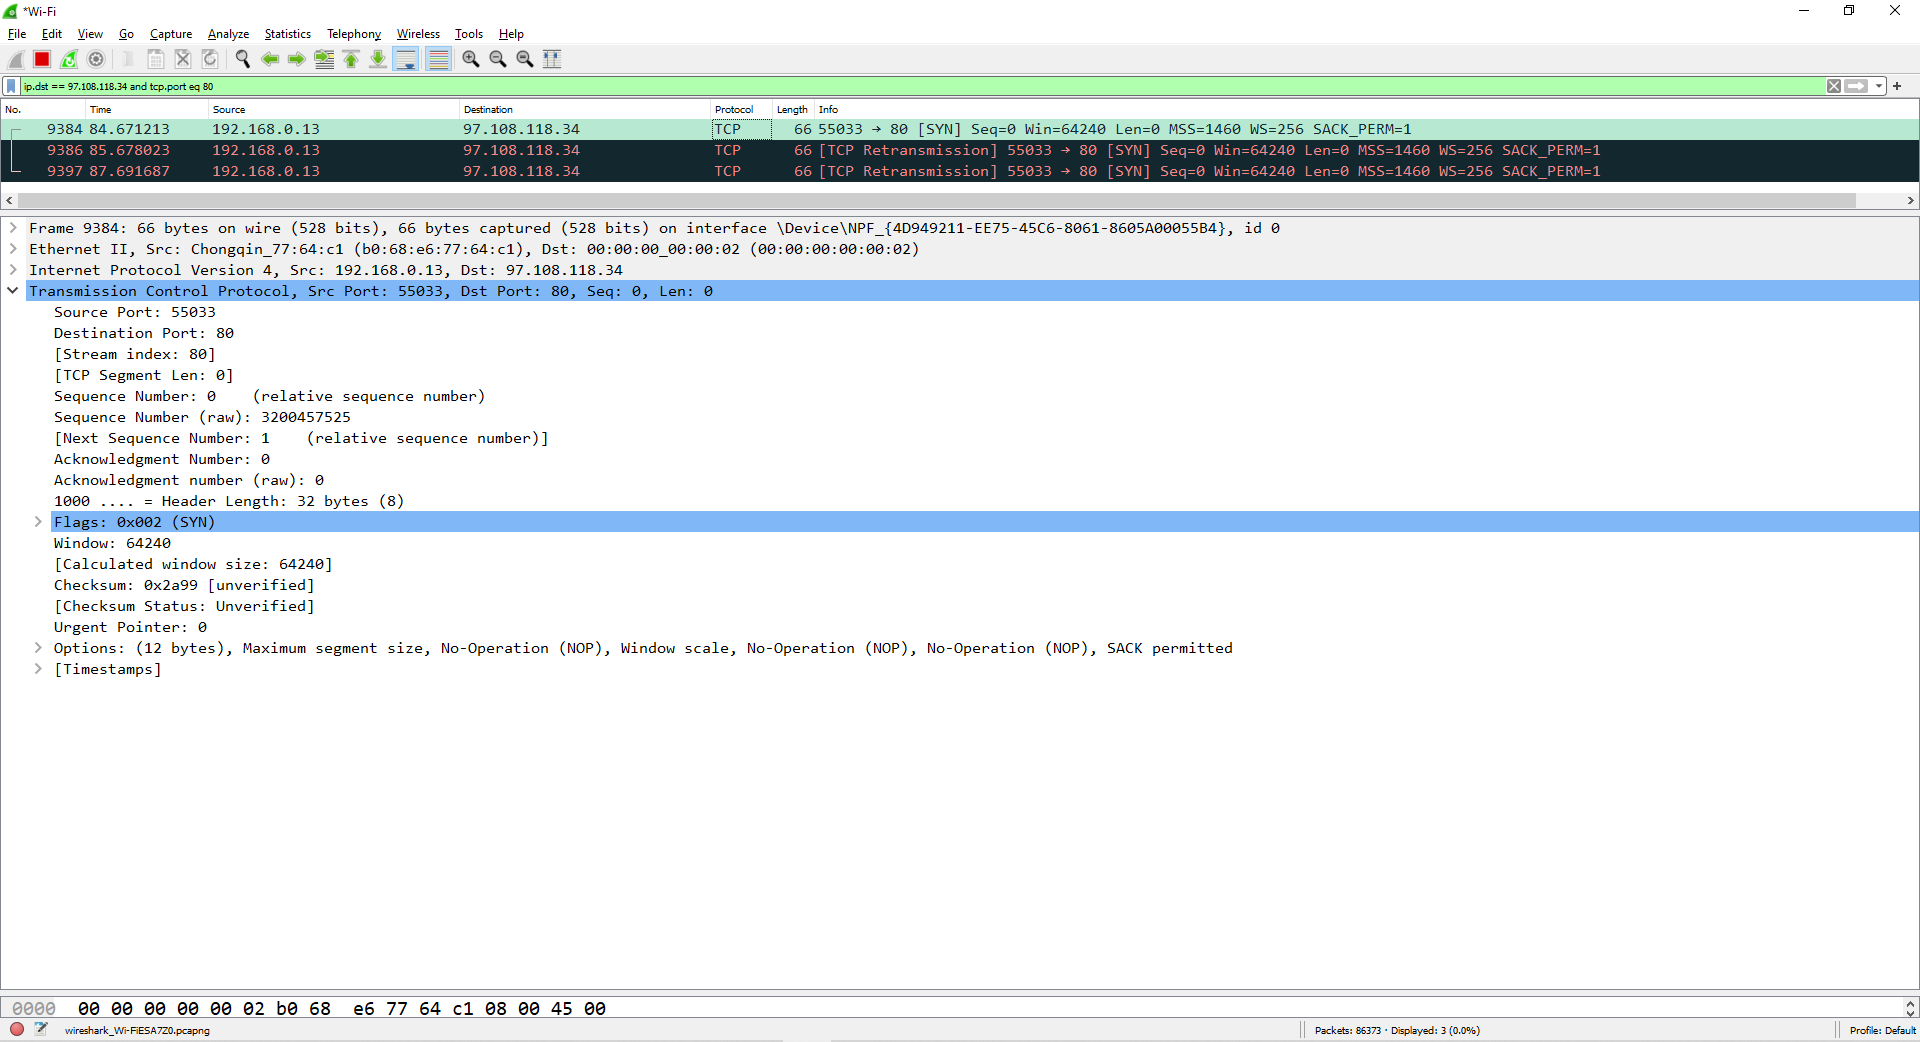 *Wi-Fi
File Edit View Go Capture Analyze Statistics Telephony Wireless Tools Help
ip.dst == 97.108.118.34 and tcp.port eq 80
No. Time Source Destination Protocol Length Info
9384 84.671213 192.168.0.13 97.108.118.34 TCP 66 55033 → 80 [SYN] Seq=0 Win=64240 Len=0 MSS=1460 WS=256 SACK_PERM=1
9386 85.678023 192.168.0.13 97.108.118.34 TCP 66 [TCP Retransmission] 55033 → 80 [SYN] Seq=0 Win=64240 Len=0 MSS=1460 WS=256 SACK_PERM=1
9397 87.691687 192.168.0.13 97.108.118.34 TCP 66 [TCP Retransmission] 55033 → 80 [SYN] Seq=0 Win=64240 Len=0 MSS=1460 WS=256 SACK_PERM=1
Frame 9384: 66 bytes on wire (528 bits), 66 bytes captured (528 bits) on interface \Device\NPF_{4D949211-EE75-45C6-8061-8605A00055B4}, id 0
Ethernet II, Src: Chongqin_77:64:c1 (b0:68:e6:77:64:c1), Dst: 00:00:00_00:00:02 (00:00:00:00:00:02)
Internet Protocol Version 4, Src: 192.168.0.13, Dst: 97.108.118.34
Transmission Control Protocol, Src Port: 55033, Dst Port: 80, Seq: 0, Len: 0
Source Port: 55033
Destination Port: 80
[Stream index: 80]
[TCP Segment Len: 0]
Sequence Number: 0    (relative sequence number)
Sequence Number (raw): 3200457525
[Next Sequence Number: 1    (relative sequence number)]
Acknowledgment Number: 0
Acknowledgment number (raw): 0
1000 .... = Header Length: 32 bytes (8)
Flags: 0x002 (SYN)
Window: 64240
[Calculated window size: 64240]
Checksum: 0x2a99 [unverified]
[Checksum Status: Unverified]
Urgent Pointer: 0
Options: (12 bytes), Maximum segment size, No-Operation (NOP), Window scale, No-Operation (NOP), No-Operation (NOP), SACK permitted
[Timestamps]
0000 00 00 00 00 00 02 b0 68 e6 77 64 c1 08 00 45 00
wireshark_Wi-FiESA7Z0.pcapng Packets: 86373 · Displayed: 3 (0.0%) Profile: Default